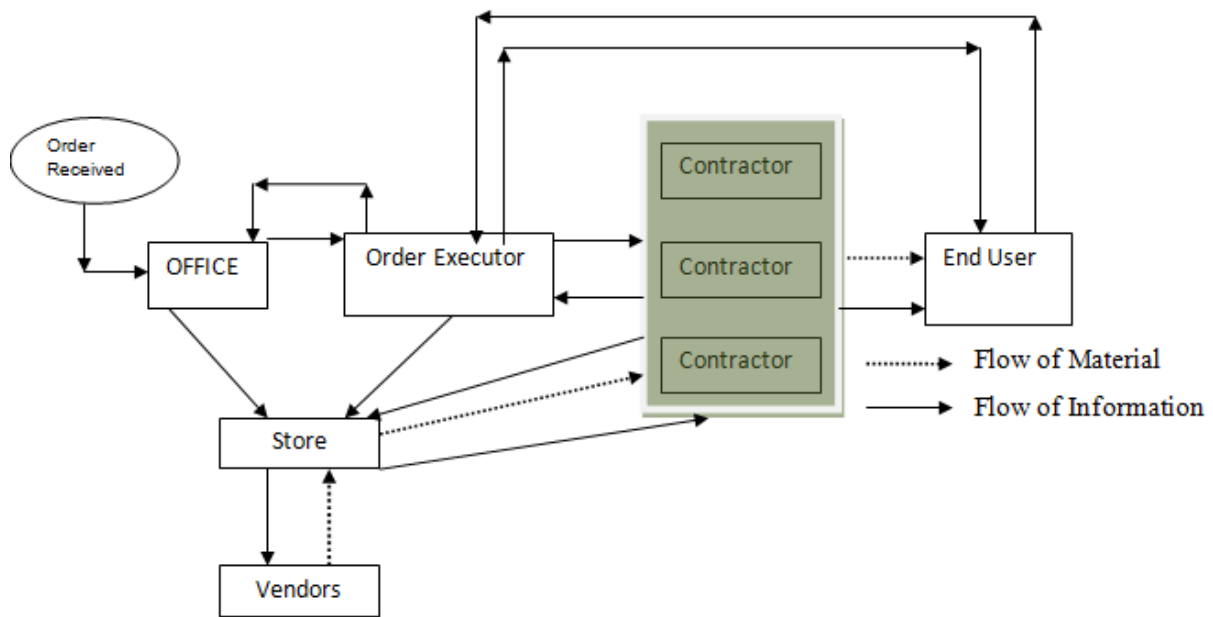 Order
Received
OFFICE
Order Executor
Contractor
Contractor
Contractor
End User
Store
Vendors
Flow of Material
Flow of Information